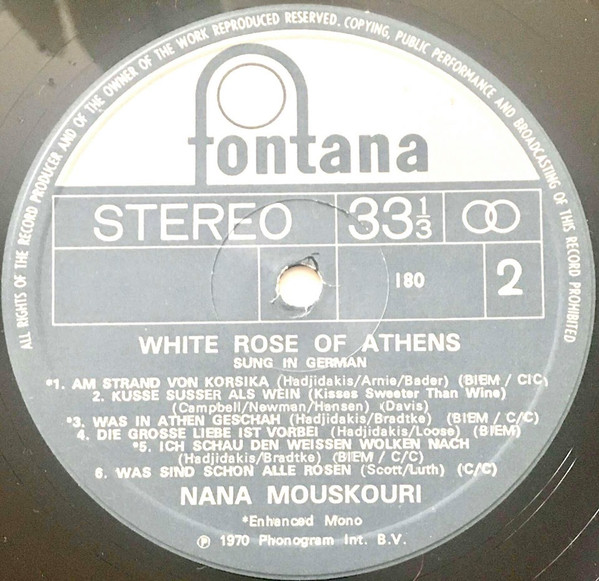 ALL RIGHTS OF THE RECORD PRODUCER AND OF THE OWNER OF THE WORK REPRODUCED RESERVED. COPYING, PUBLIC PERFORMANCE AND BROADCASTING OF THIS RECORD PROHIBITED
fontana
STEREO 33⅓
180 2
WHITE ROSE OF ATHENS
SUNG IN GERMAN
*1. AM STRAND VON KORSIKA (Hadjidakis/Arnie/Bader) (BIEM / CIC)
2. KUSSE SUSSER ALS WEIN (Kisses Sweeter Than Wine)
(Campbell/Newman/Hansen) (Davis)
*3. WAS IN ATHEN GESCHAH (Hadjidakis/Bradtke) (BIEM / C/C)
4. DIE GROSSE LIEBE IST VORBEI (Hadjidakis/Loose) (BIEM)
*5. ICH SCHAU DEN WEISSEN WOLKEN NACH
(Hadjidakis/Bradtke) (BIEM / C/C)
6. WAS SIND SCHON ALLE ROSEN (Scott/Luth) (C/C)
NANA MOUSKOURI
*Enhanced Mono
℗ 1970 Phonogram Int. B.V.